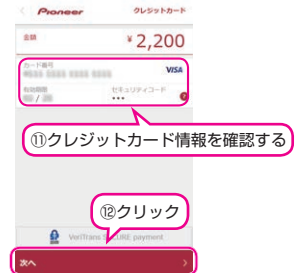 Pioneer クレジットカード
金額
¥ 2,200
カード番号
VISA
有効期限 セキュリティコード
/ •••
⑪クレジットカード情報を確認する
⑫クリック
VeriTrans SECURE payment
次へ